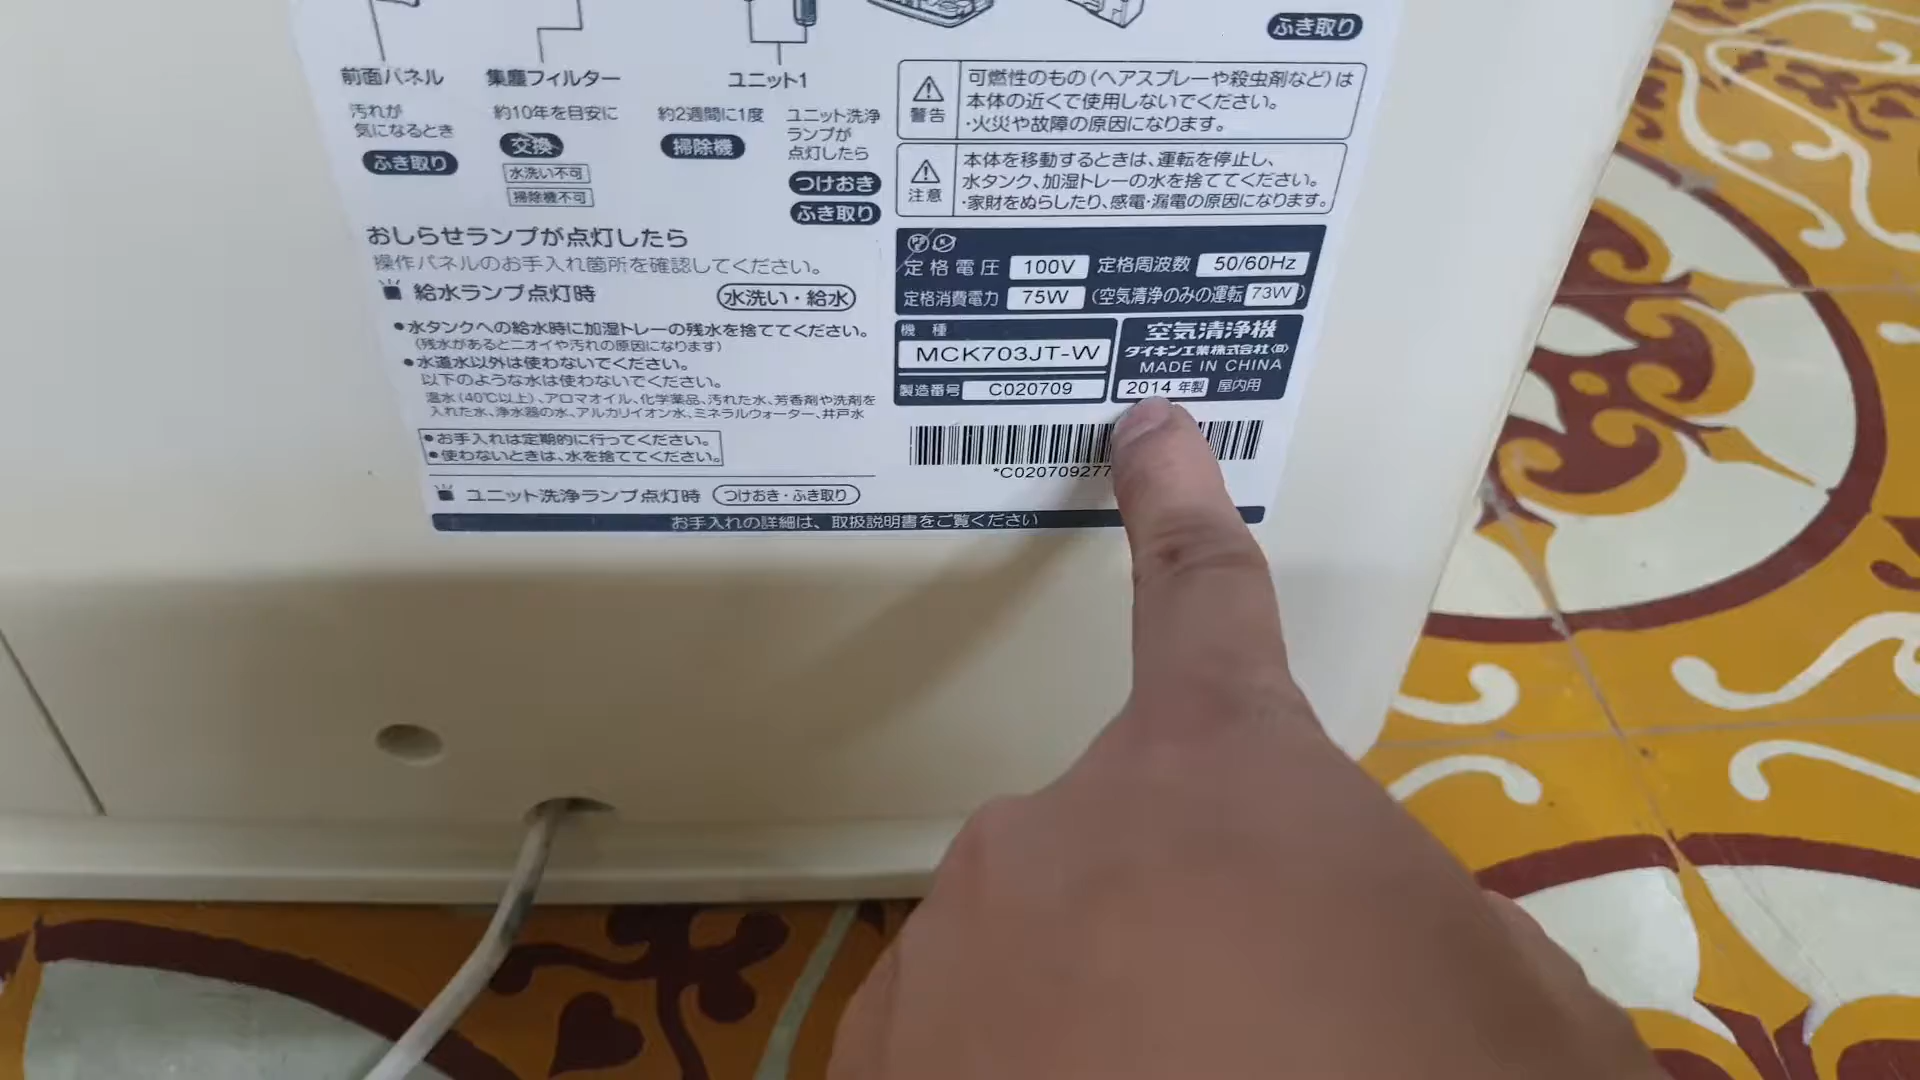 前面パネル
汚れが
気になるとき
ふき取り
集塵フィルター
約10年を目安に
交換
水洗い不可
掃除機不可
ユニット1
約2週間に1度
掃除機
ユニット洗浄
ランプが
点灯したら
つけおき
ふき取り
おしらせランプが点灯したら
操作パネルのお手入れ箇所を確認してください。
給水ランプ点灯時
水洗い・給水
●水タンクへの給水時に加湿トレーの残水を捨ててください。
(残水があるとニオイや汚れの原因になります)
●水道水以外は使わないでください。
以下のような水は使わないでください。
温水(40℃以上)、アロマオイル、化学薬品、汚れた水、芳香剤や洗剤を
入れた水、浄水器の水、アルカリイオン水、ミネラルウォーター、井戸水
●お手入れは定期的に行ってください。
●使わないときは、水を捨ててください。
ユニット洗浄ランプ点灯時
つけおき・ふき取り
ふき取り
警告
可燃性のもの(ヘアスプレーや殺虫剤など)は
本体の近くで使用しないでください。
・火災や故障の原因になります。
注意
本体を移動するときは、運転を停止し、
水タンク、加湿トレーの水を捨ててください。
・家財をぬらしたり、感電・漏電の原因になります。
定格電圧 100V 定格周波数 50/60Hz
定格消費電力 75W (空気清浄のみの運転 73W)
機種
MCK703JT-W
製造番号 C020709
空気清浄機
ダイキン工業株式会社〈日〉
MADE IN CHINA
2014年製 屋内用
*C020709277
お手入れの詳細は、取扱説明書をご覧ください